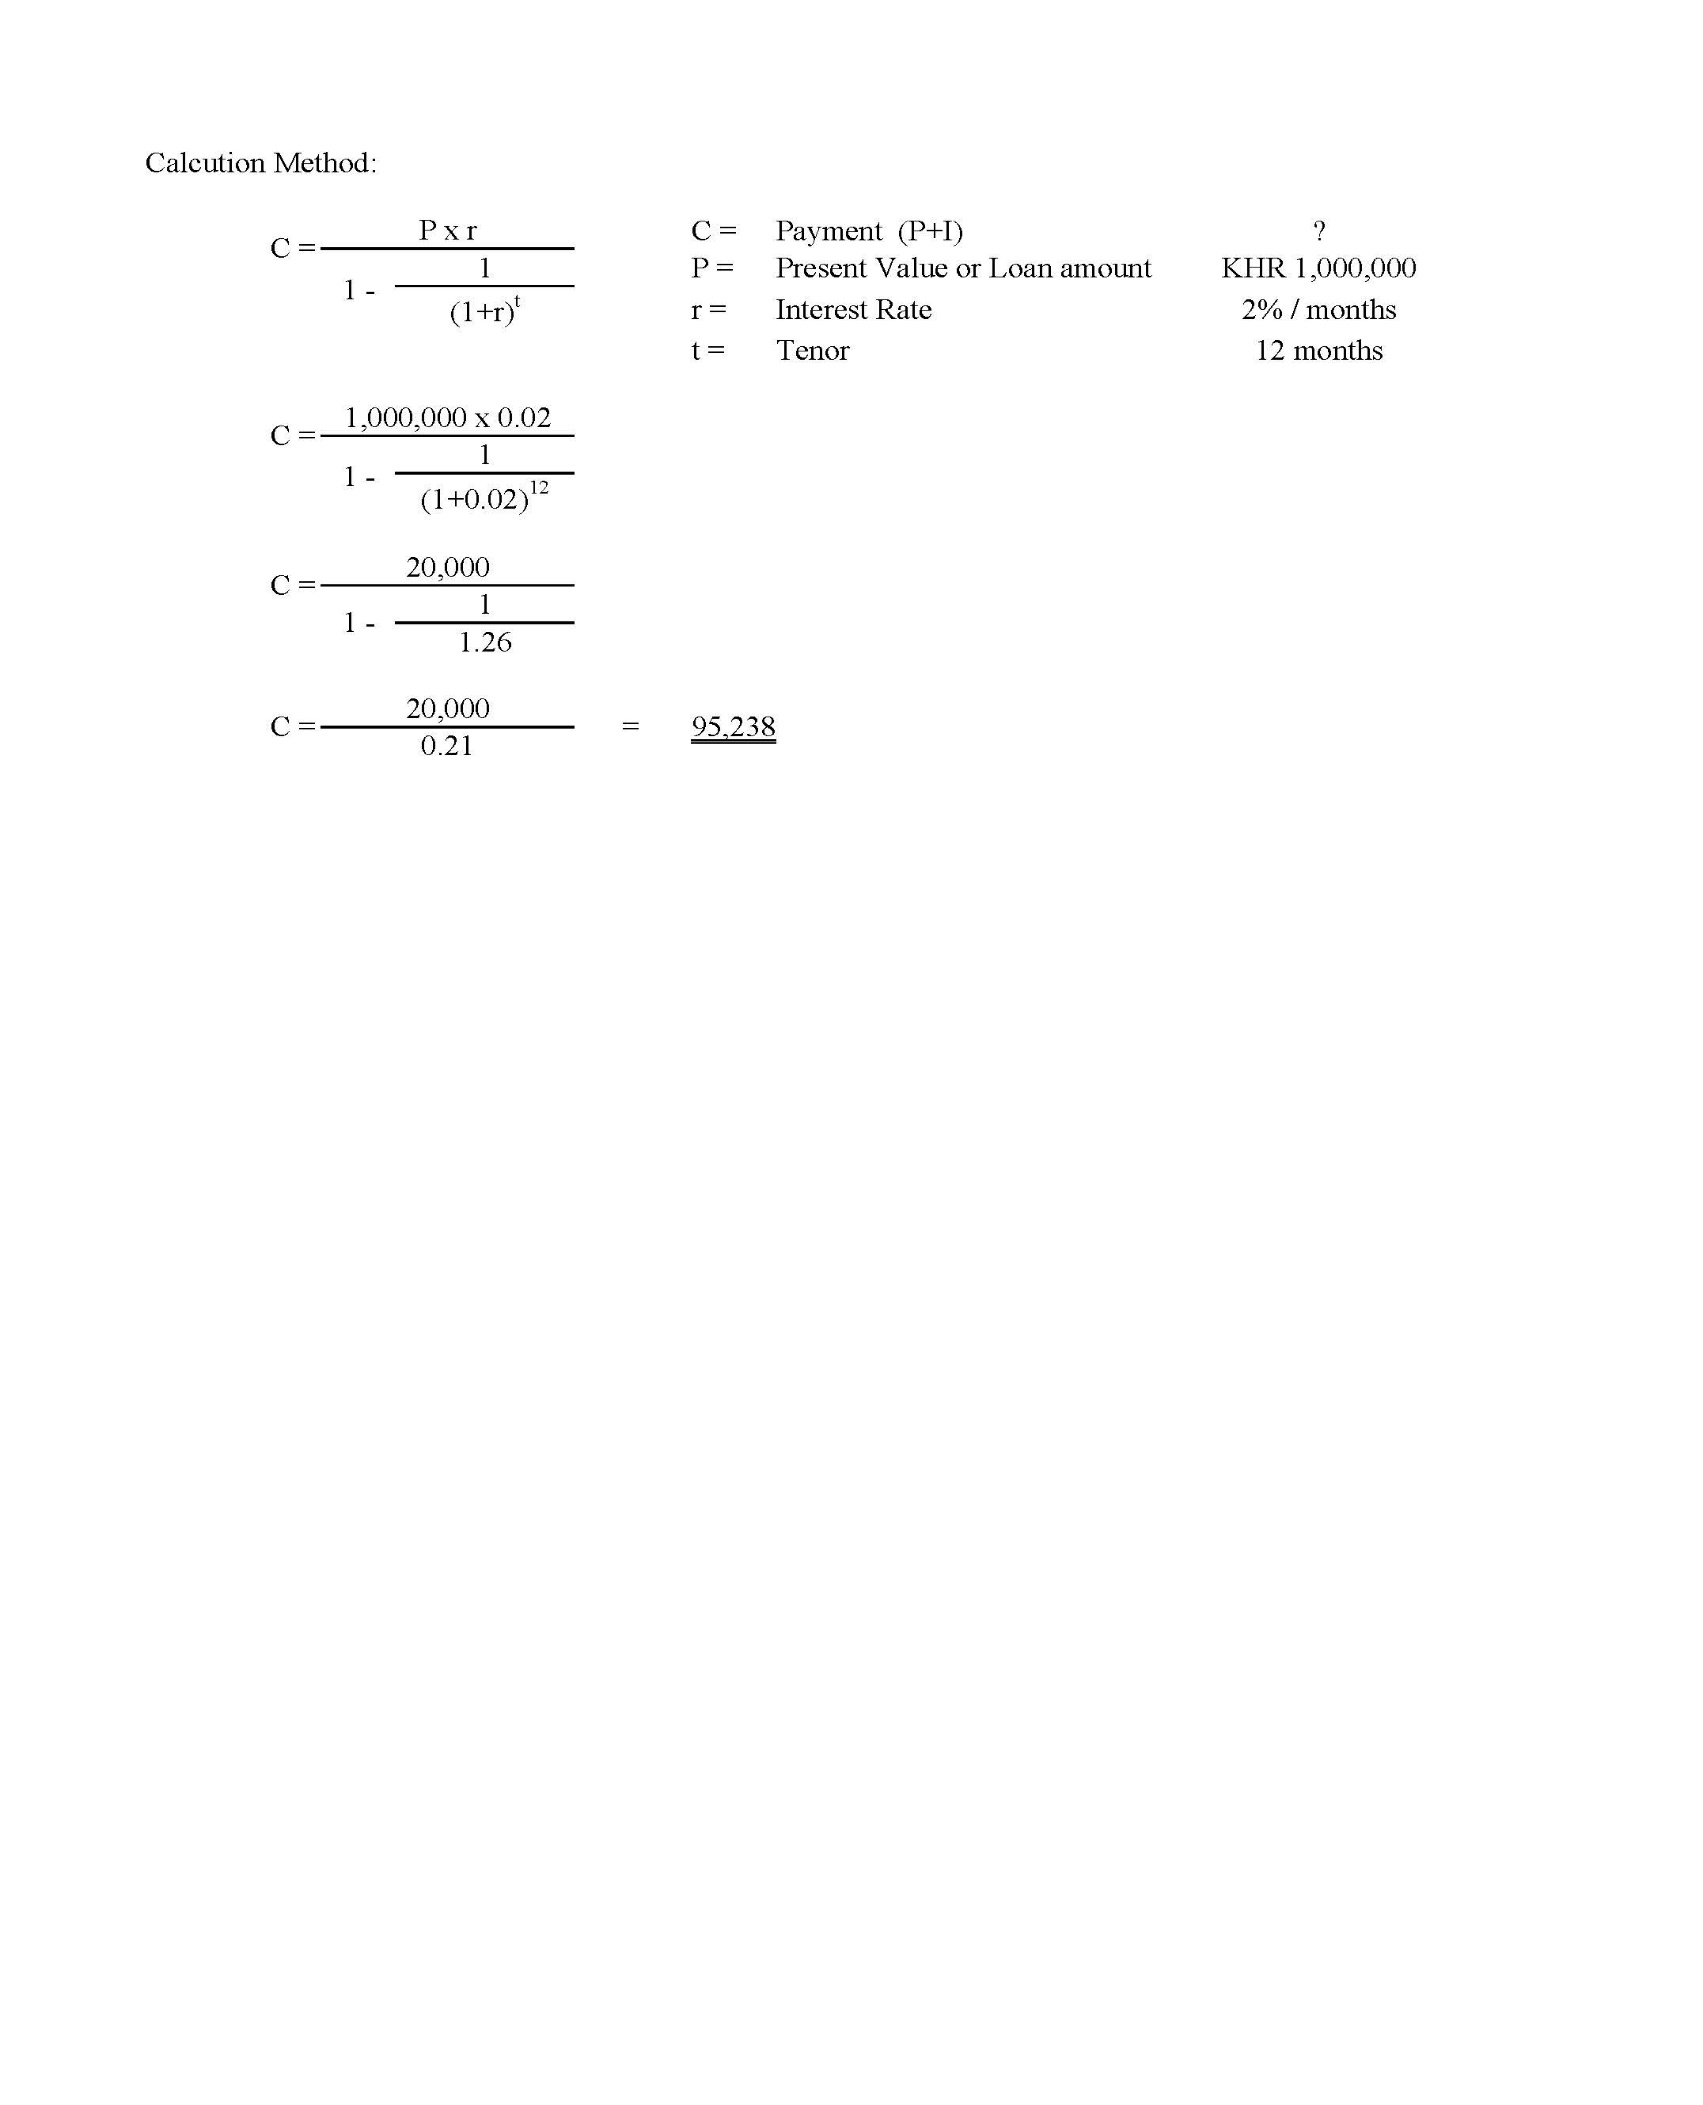 Calcution Method:
P x r
C =
1 -
1
(1+r)^t
C = Payment (P+I) ?
P = Present Value or Loan amount KHR 1,000,000
r = Interest Rate 2% / months
t = Tenor 12 months
1,000,000 x 0.02
C =
1 -
1
(1+0.02)^12
20,000
C =
1 -
1
1.26
20,000
C =
0.21
= 95,238